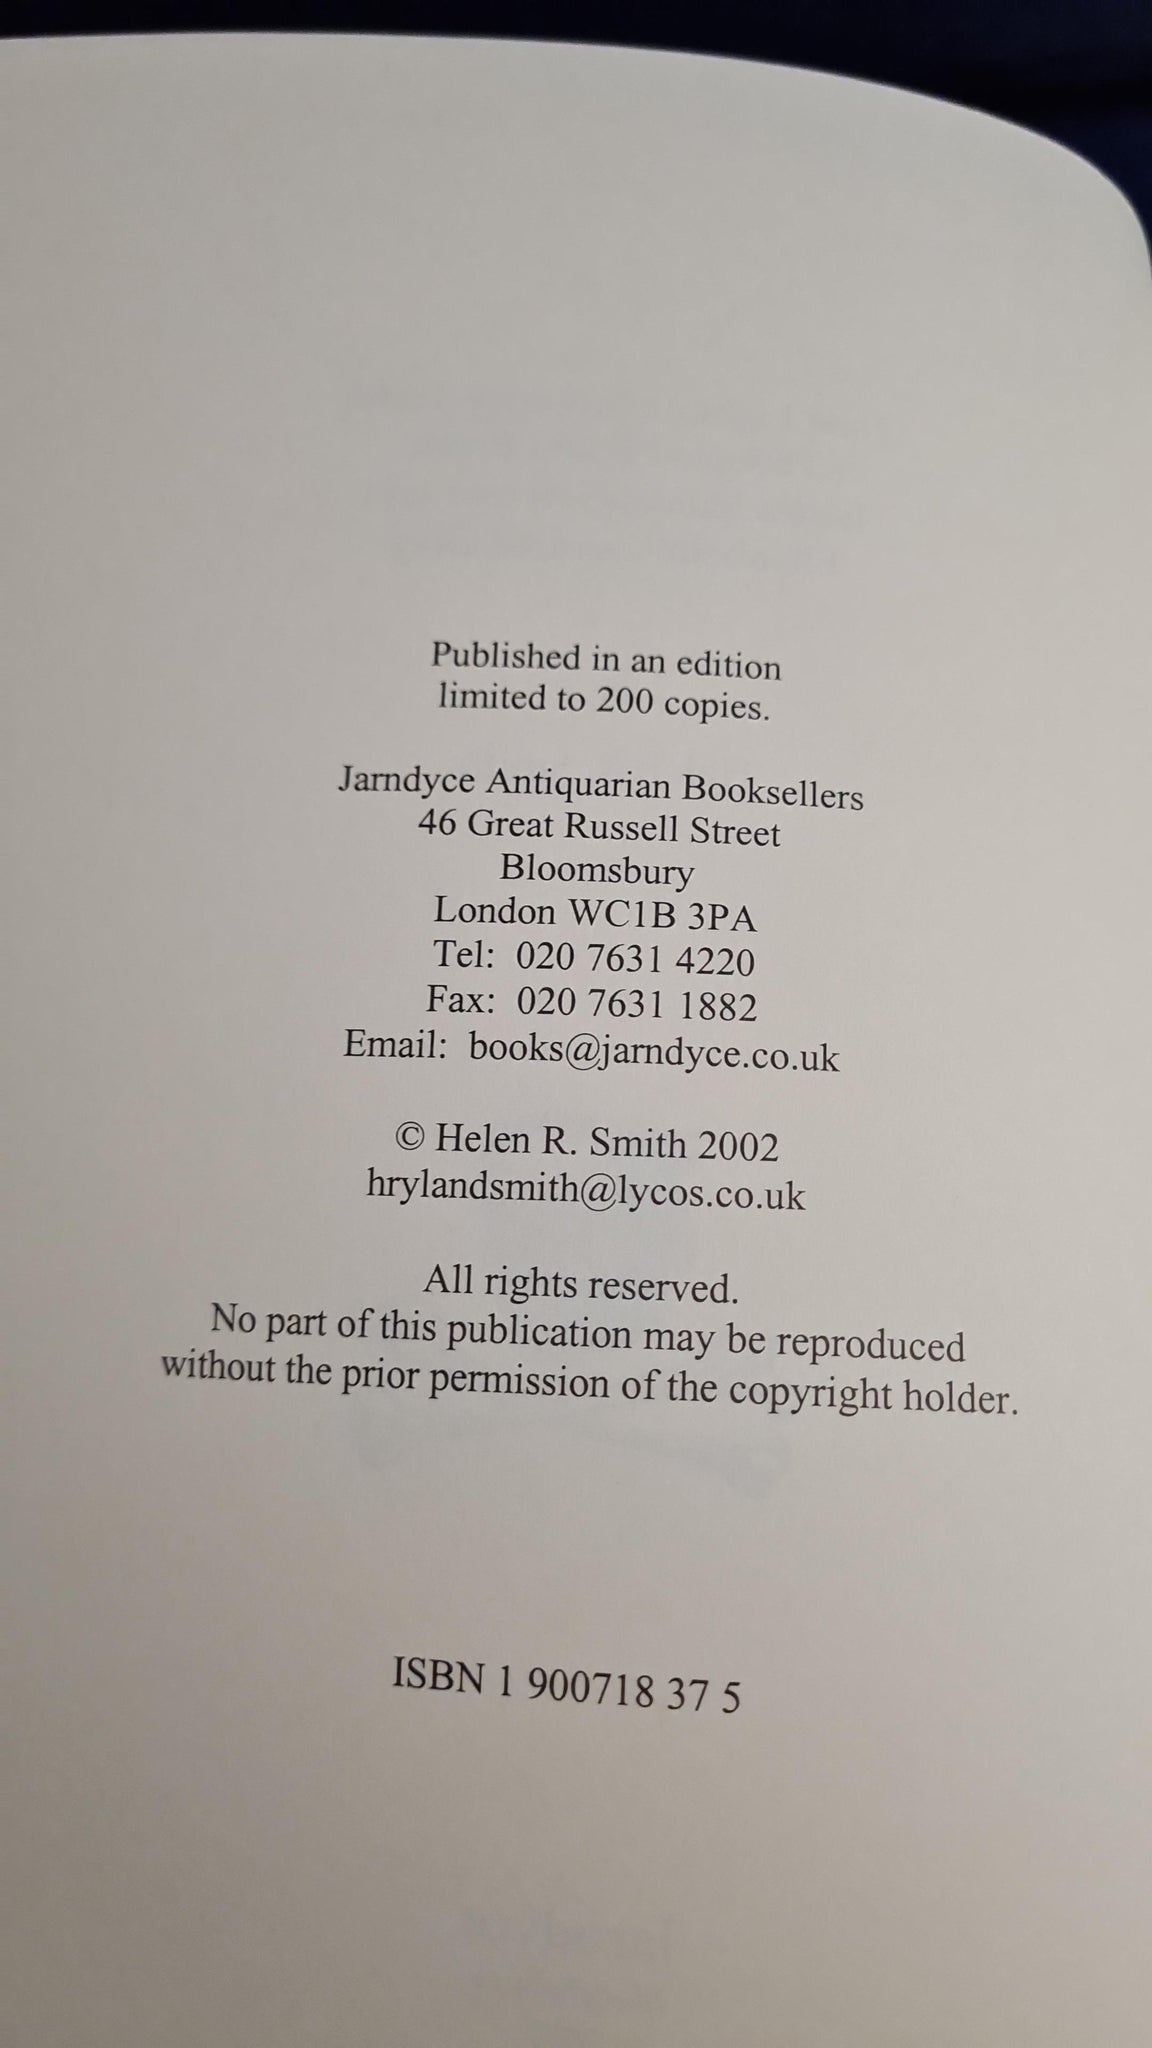 Published in an edition
limited to 200 copies.
Jarndyce Antiquarian Booksellers
46 Great Russell Street
Bloomsbury
London WC1B 3PA
Tel: 020 7631 4220
Fax: 020 7631 1882
Email: books@jarndyce.co.uk
© Helen R. Smith 2002
hrylandsmith@lycos.co.uk
All rights reserved.
No part of this publication may be reproduced
without the prior permission of the copyright holder.
ISBN 1 900718 37 5